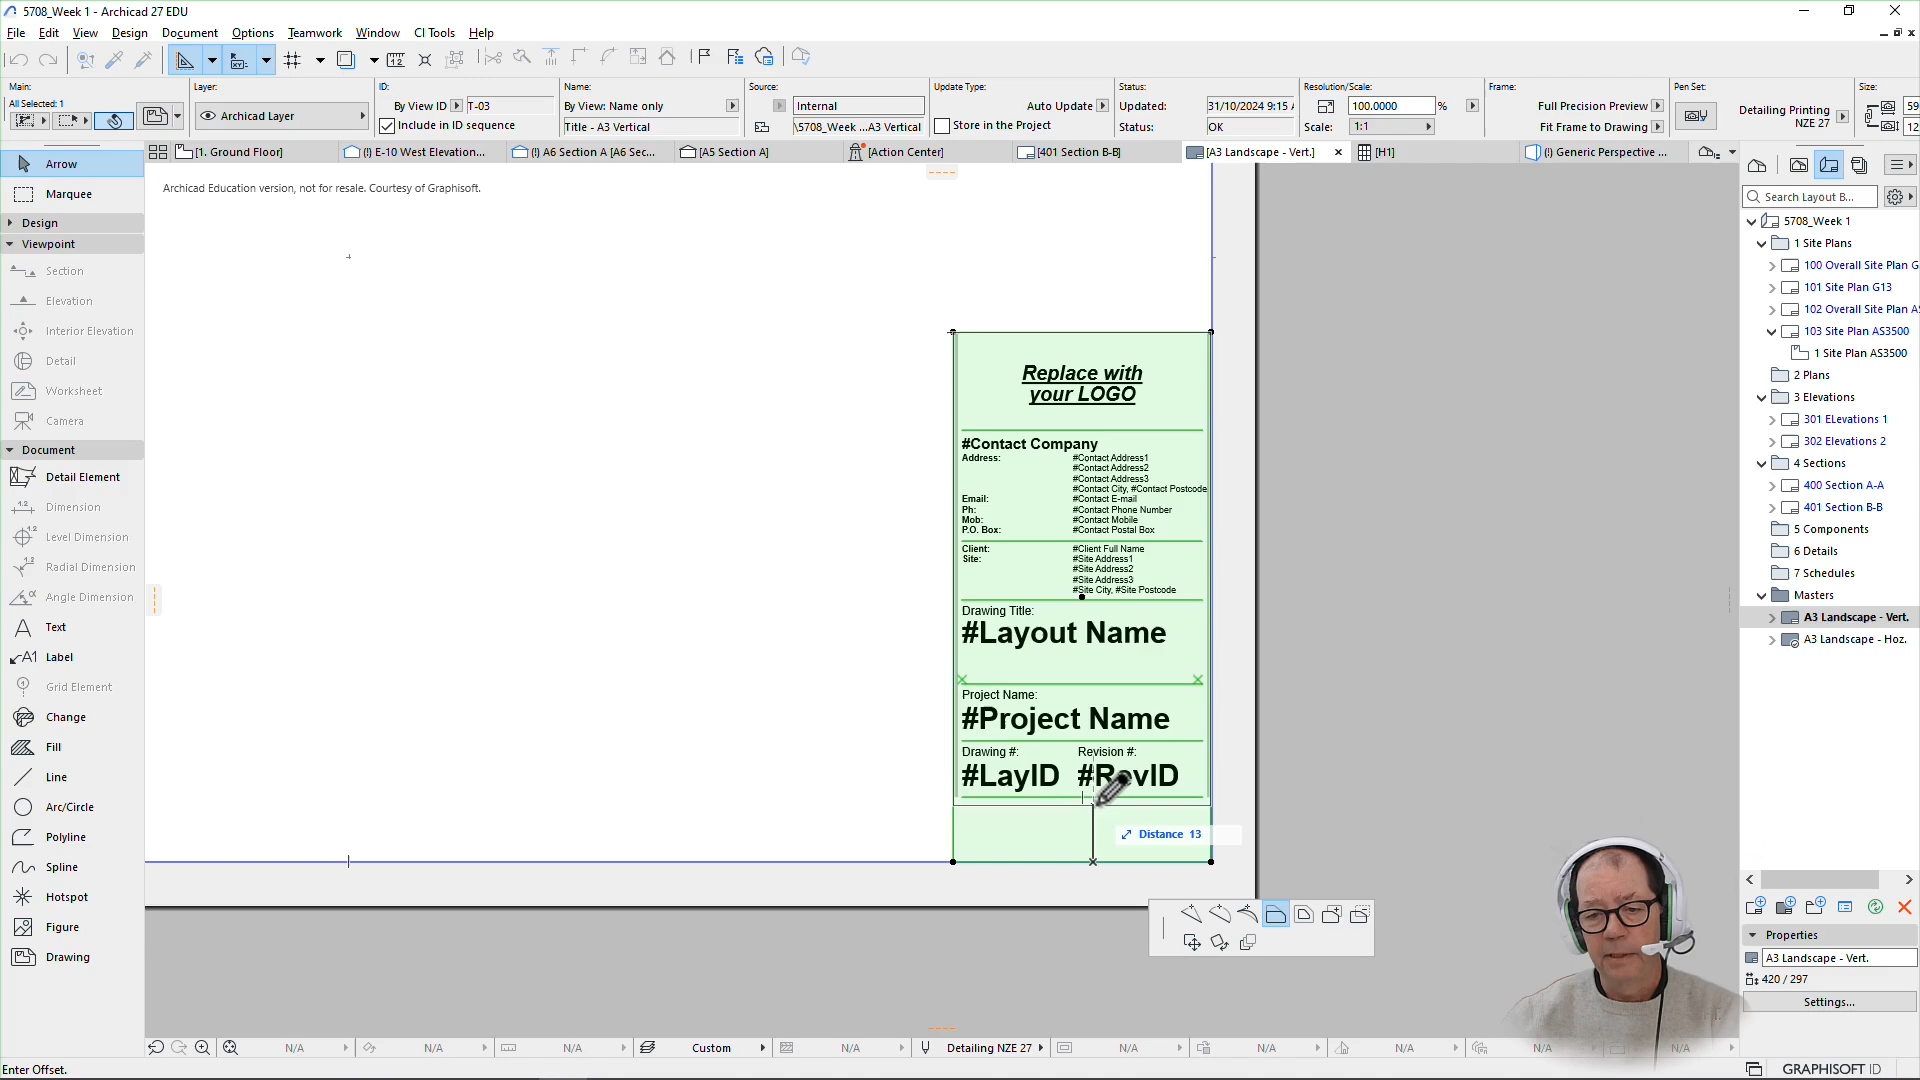 5708_Week 1 - Archicad 27 EDU
File Edit View Design Document Options Teamwork Window CI Tools Help
Main:
All Selected: 1
Layer:
Archicad Layer
ID:
By View ID
T-03
Include in ID sequence
Name:
By View: Name only
Title - A3 Vertical
Source:
Internal
\5708_Week ...A3 Vertical
Update Type:
Auto Update
Store in the Project
Status:
Updated: 31/10/2024 9:15
Status: OK
Resolution/Scale:
100.0000 %
Scale: 1:1
Frame:
Full Precision Preview
Fit Frame to Drawing
Pen Set:
Detailing Printing
NZE 27
Size:
59
12
[1. Ground Floor]
(!) E-10 West Elevation...
(!) A6 Section A [A6 Sec...
[A5 Section A]
[Action Center]
[401 Section B-B]
[A3 Landscape - Vert.]
[H1]
(!) Generic Perspective ...
Arrow
Marquee
Design
Viewpoint
Section
Elevation
Interior Elevation
Detail
Worksheet
Camera
Document
Detail Element
Dimension
Level Dimension
Radial Dimension
Angle Dimension
Text
Label
Grid Element
Change
Fill
Line
Arc/Circle
Polyline
Spline
Hotspot
Figure
Drawing
Archicad Education version, not for resale. Courtesy of Graphisoft.
Replace with
your LOGO
#Contact Company
Address: #Contact Address1
#Contact Address2
#Contact Address3
#Contact City, #Contact Postcode
Email: #Contact E-mail
Ph: #Contact Phone Number
Mob: #Contact Mobile
P.O. Box: #Contact Postal Box
Client: #Client Full Name
Site: #Site Address1
#Site Address2
#Site Address3
#Site City, #Site Postcode
Drawing Title:
#Layout Name
Project Name:
#Project Name
Drawing #: Revision #:
#LayID #RevID
Distance 13
Search Layout B...
5708_Week 1
1 Site Plans
100 Overall Site Plan G
101 Site Plan G13
102 Overall Site Plan AS
103 Site Plan AS3500
1 Site Plan AS3500
2 Plans
3 Elevations
301 ELevations 1
302 Elevations 2
4 Sections
400 Section A-A
401 Section B-B
5 Components
6 Details
7 Schedules
Masters
A3 Landscape - Vert.
A3 Landscape - Hoz.
Properties
A3 Landscape - Vert.
420 / 297
Settings...
N/A N/A N/A Custom N/A Detailing NZE 27 N/A N/A N/A N/A N/A
Enter Offset.
GRAPHISOFT ID